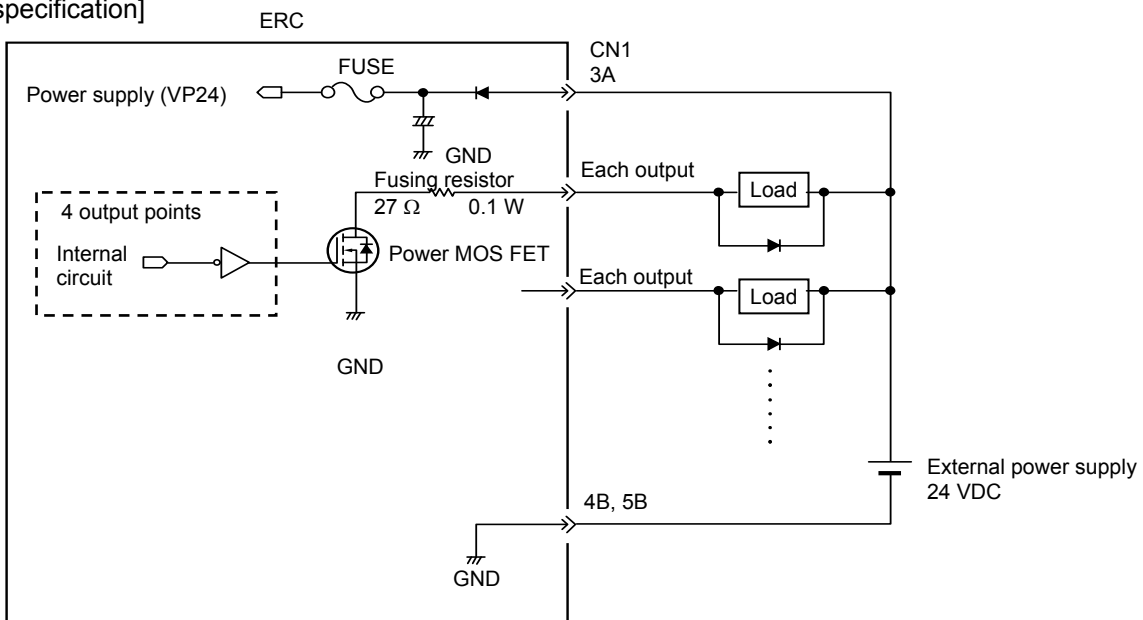 specification]
ERC
CN1
3A
FUSE
Power supply (VP24)
GND
Fusing resistor
27 Ω 0.1 W
Each output
Load
4 output points
Internal
circuit
Power MOS FET
Each output
Load
GND
External power supply
24 VDC
4B, 5B
GND